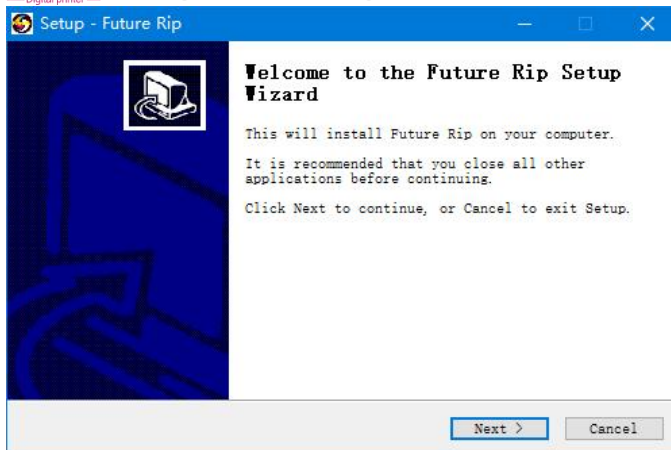 Digital printer
Setup - Future Rip
Welcome to the Future Rip Setup
Wizard
This will install Future Rip on your computer.
It is recommended that you close all other
applications before continuing.
Click Next to continue, or Cancel to exit Setup.
Next >
Cancel